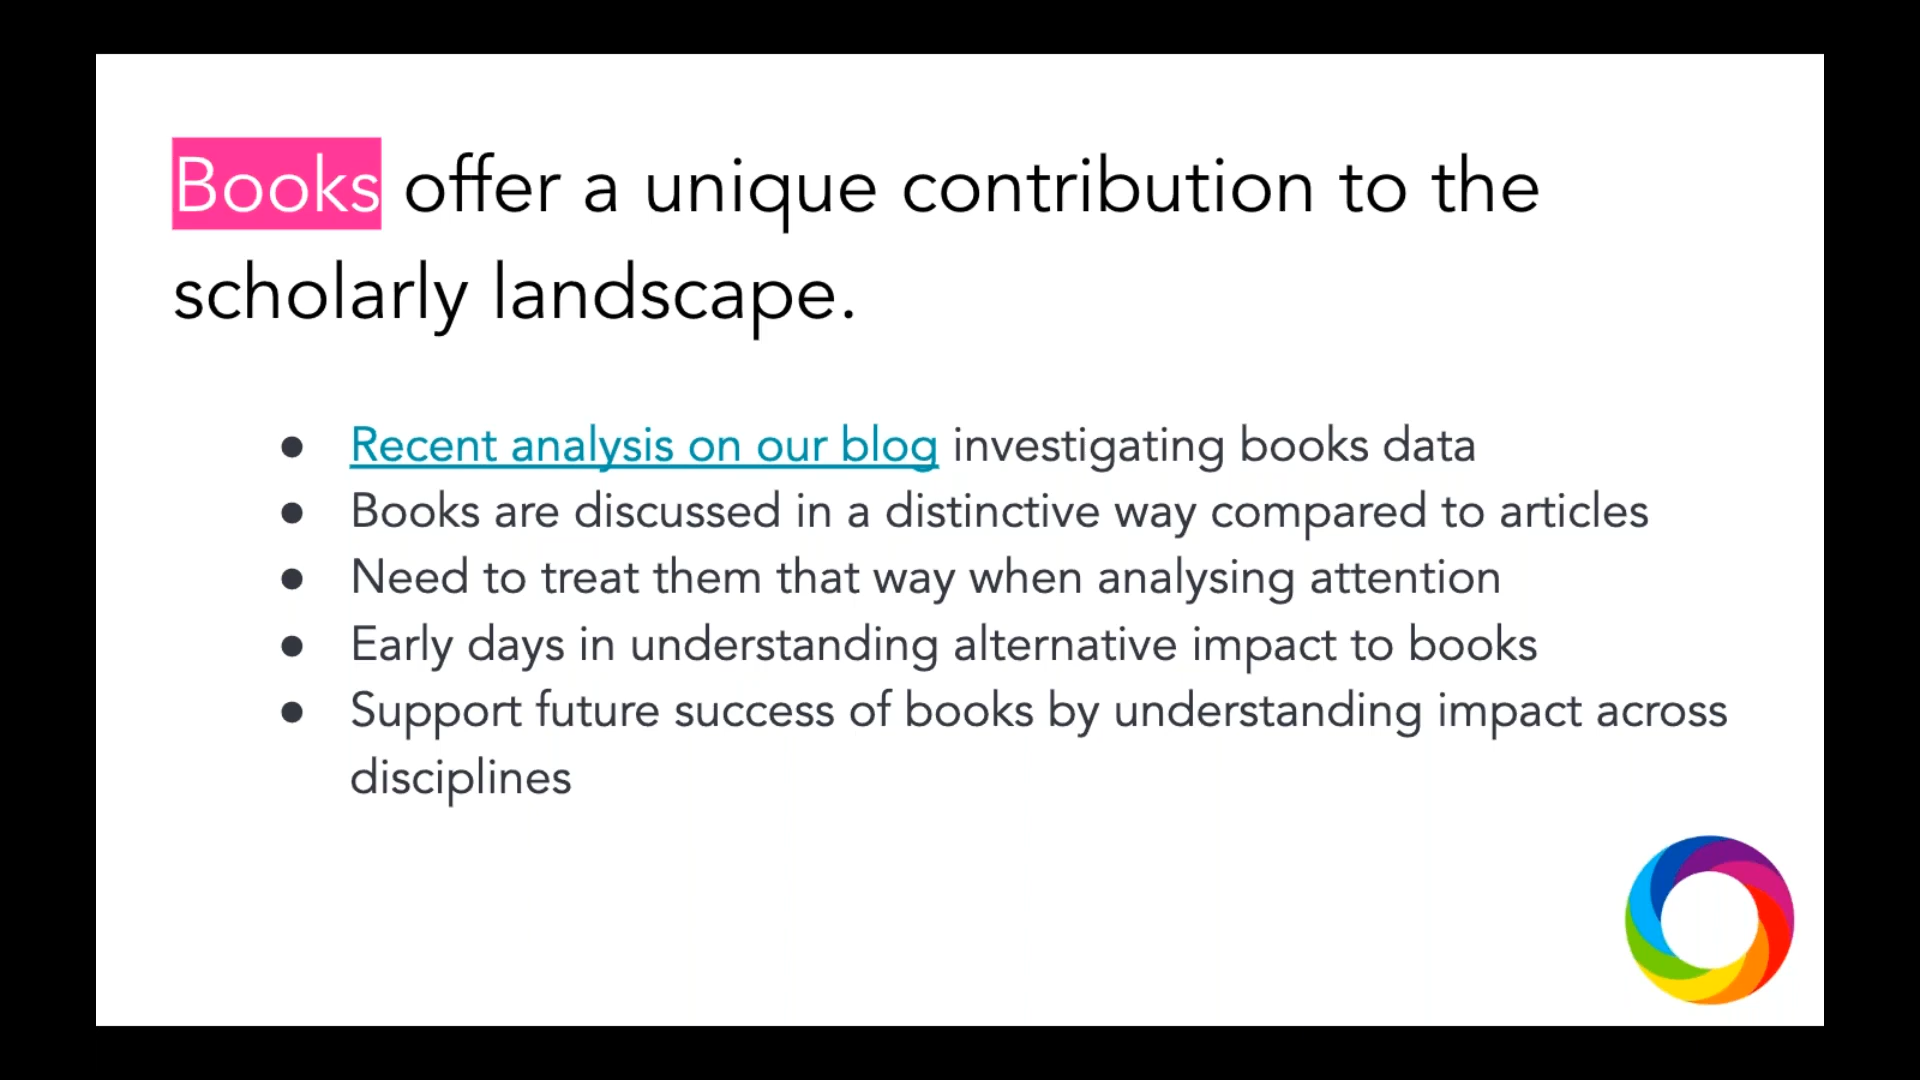 Books offer a unique contribution to the
scholarly landscape.
● Recent analysis on our blog investigating books data
● Books are discussed in a distinctive way compared to articles
● Need to treat them that way when analysing attention
● Early days in understanding alternative impact to books
● Support future success of books by understanding impact across
disciplines